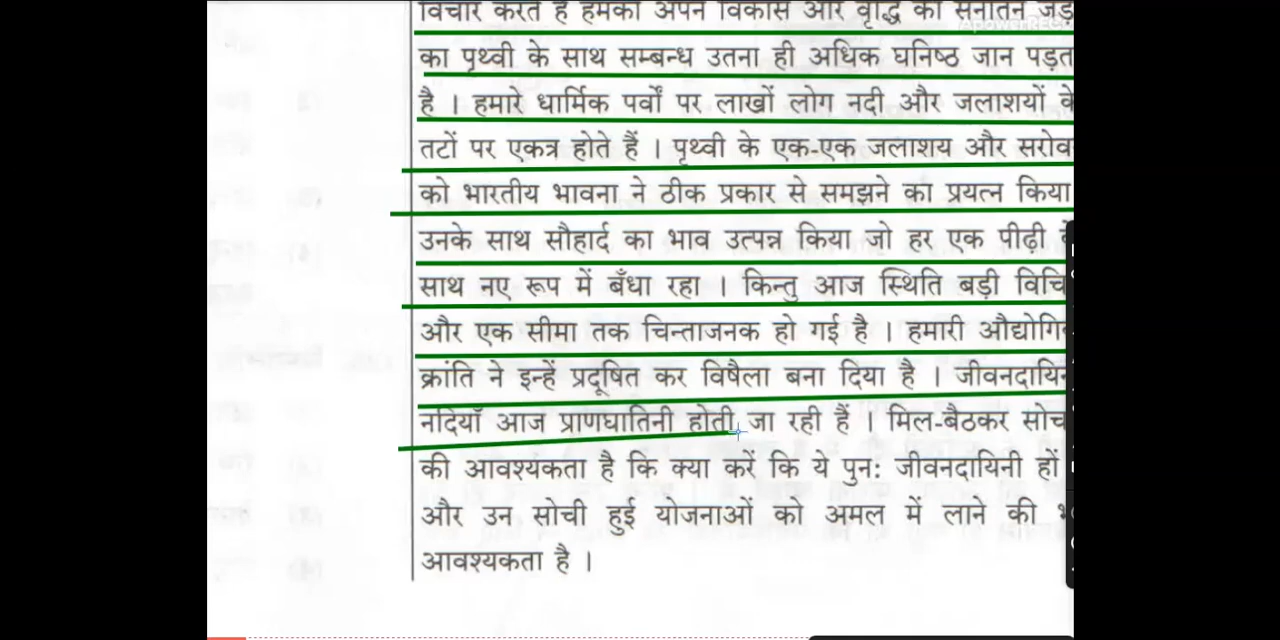 विचार करते हैं हमको अपने विकास और वृद्धि की सनातन
का पृथ्वी के साथ सम्बन्ध उतना ही अधिक घनिष्ठ जान पड़त
है । हमारे धार्मिक पर्वों पर लाखों लोग नदी और जलाशयों के
तटों पर एकत्र होते हैं । पृथ्वी के एक-एक जलाशय और सरोव
को भारतीय भावना ने ठीक प्रकार से समझने का प्रयत्न किया
उनके साथ सौहार्द का भाव उत्पन्न किया जो हर एक पीढ़ी
साथ नए रूप में बँधा रहा । किन्तु आज स्थिति बड़ी विचि
और एक सीमा तक चिन्ताजनक हो गई है । हमारी औद्योगि
क्रांति ने इन्हें प्रदूषित कर विषैला बना दिया है । जीवनदायिन
नदियाँ आज प्राणघातिनी होती जा रही हैं । मिल-बैठकर सोच
की आवश्यकता है कि क्या करें कि ये पुनः जीवनदायिनी हों
और उन सोची हुई योजनाओं को अमल में लाने की
आवश्यकता है ।